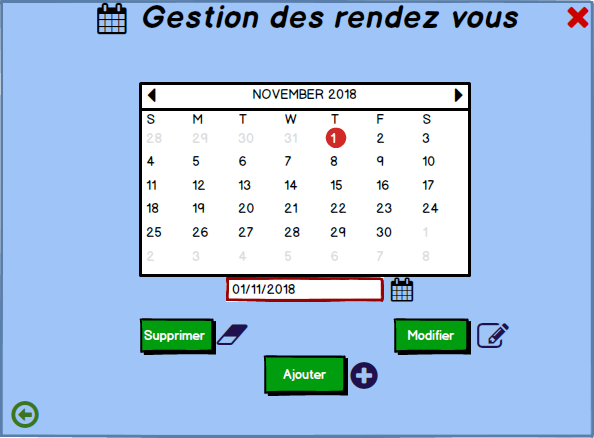 Gestion des rendez vous
NOVEMBER 2018
S M T W T F S
28 29 30 31 1 2 3
4 5 6 7 8 9 10
11 12 13 14 15 16 17
18 19 20 21 22 23 24
25 26 27 28 29 30 1
2 3 4 5 6 7 8
01/11/2018
Supprimer Modifier
Ajouter